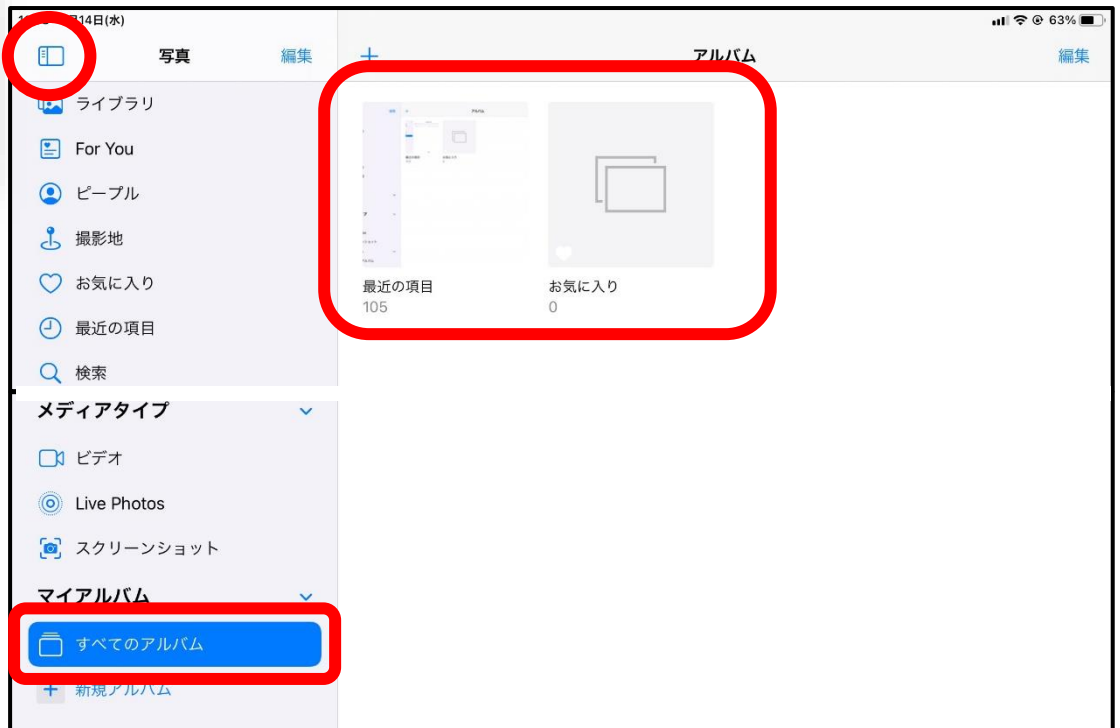 14日(水)
63%
写真
編集
アルバム
編集
ライブラリ
For You
ピープル
撮影地
お気に入り
最近の項目
検索
メディアタイプ
ビデオ
Live Photos
スクリーンショット
マイアルバム
すべてのアルバム
新規アルバム
最近の項目
105
お気に入り
0